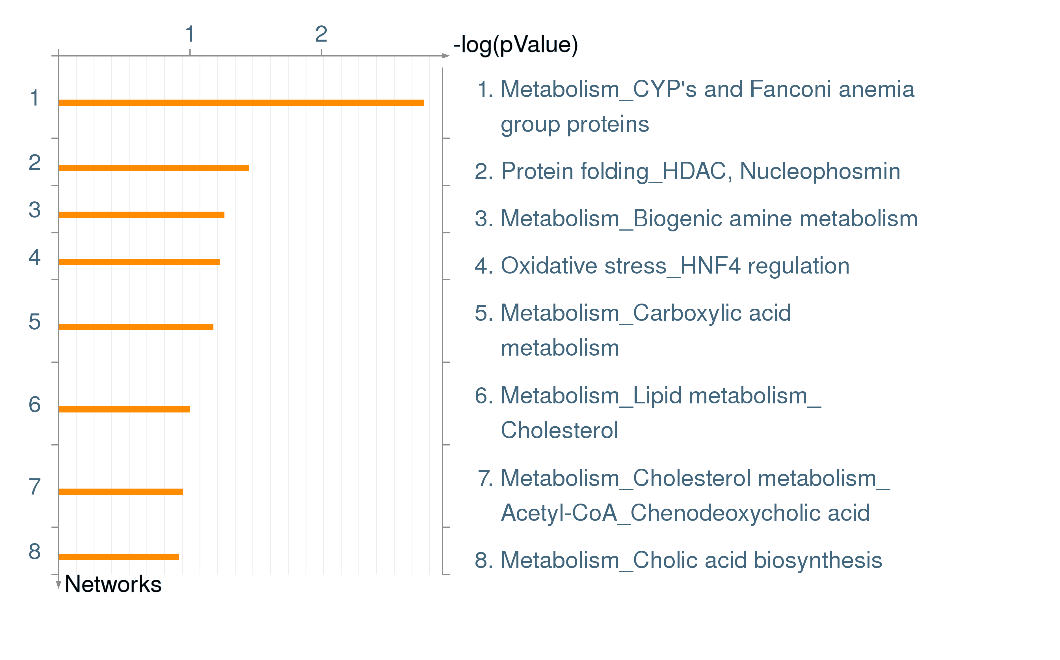 1
2
-log(pValue)
1
1. Metabolism_CYP's and Fanconi anemia
group proteins
2
2. Protein folding_HDAC, Nucleophosmin
3
3. Metabolism_Biogenic amine metabolism
4
4. Oxidative stress_HNF4 regulation
5
5. Metabolism_Carboxylic acid
metabolism
6
6. Metabolism_Lipid metabolism_
Cholesterol
7
7. Metabolism_Cholesterol metabolism_
Acetyl-CoA_Chenodeoxycholic acid
8
8. Metabolism_Cholic acid biosynthesis
Networks